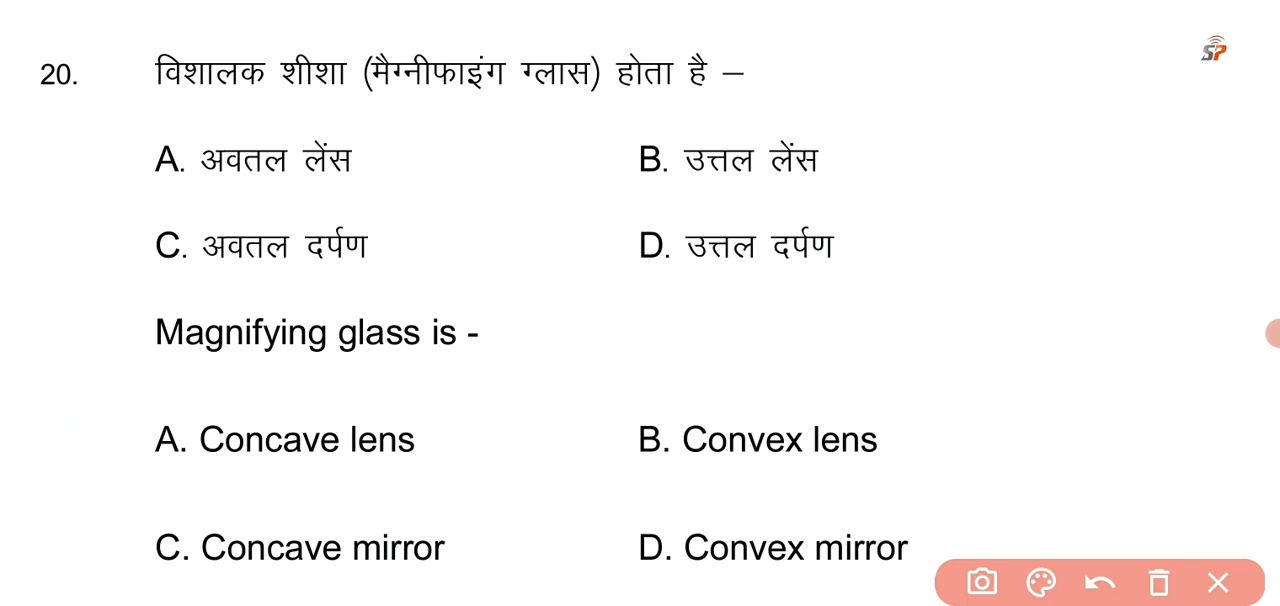 20. विशालक शीशा (मैग्नीफाइंग ग्लास) होता है –
A. अवतल लेंस B. उत्तल लेंस
C. अवतल दर्पण D. उत्तल दर्पण
Magnifying glass is -
A. Concave lens B. Convex lens
C. Concave mirror D. Convex mirror
SP